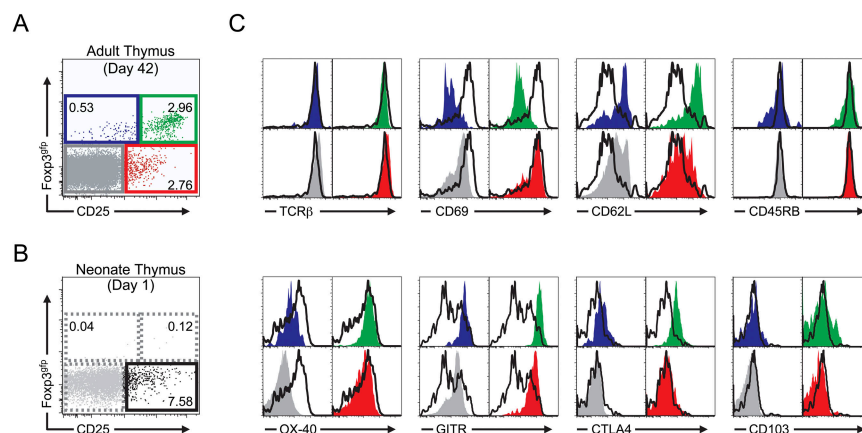 A
Adult Thymus
(Day 42)
0.53
2.96
2.76
Foxp3gfp
CD25
B
Neonate Thymus
(Day 1)
0.04
0.12
7.58
Foxp3gfp
CD25
C
TCRβ
CD69
CD62L
CD45RB
OX-40
GITR
CTLA4
CD103